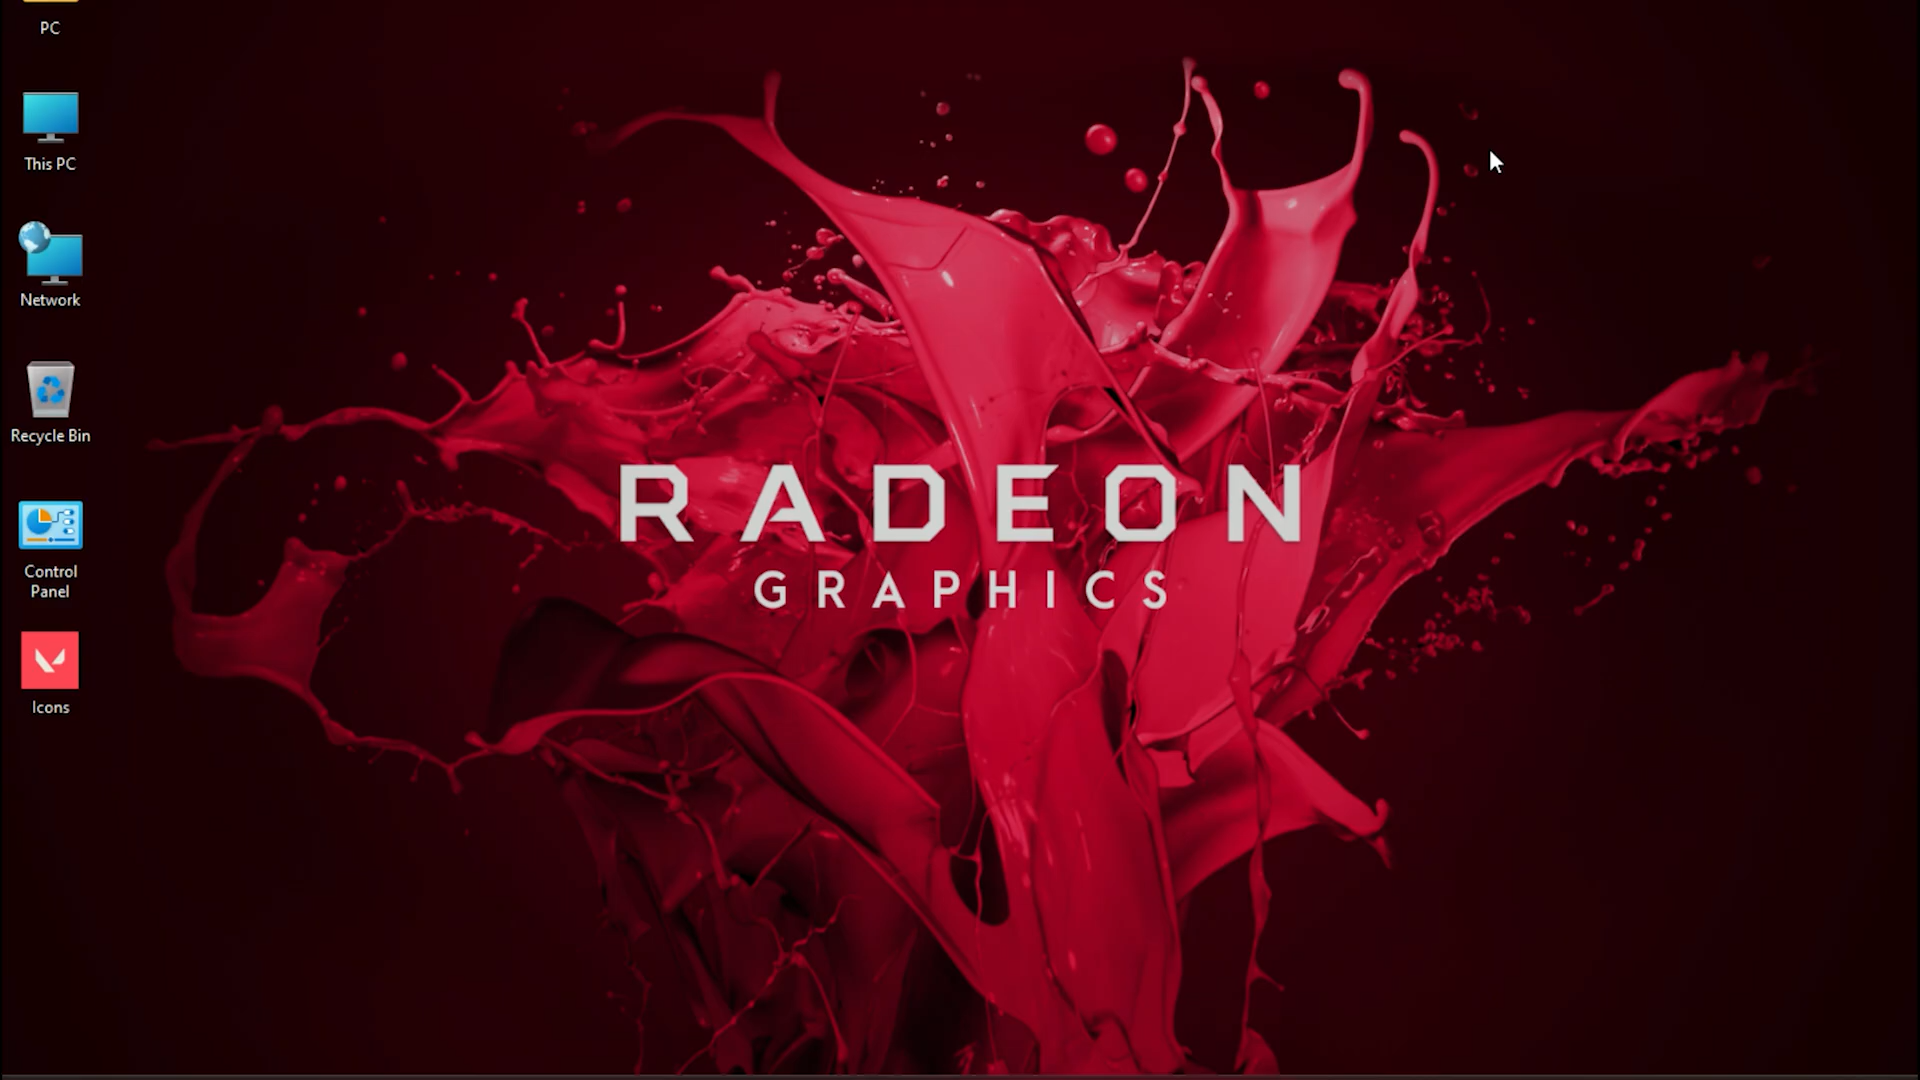 PC
This PC
Network
Recycle Bin
Control
Panel
Icons
RADEON
GRAPHICS